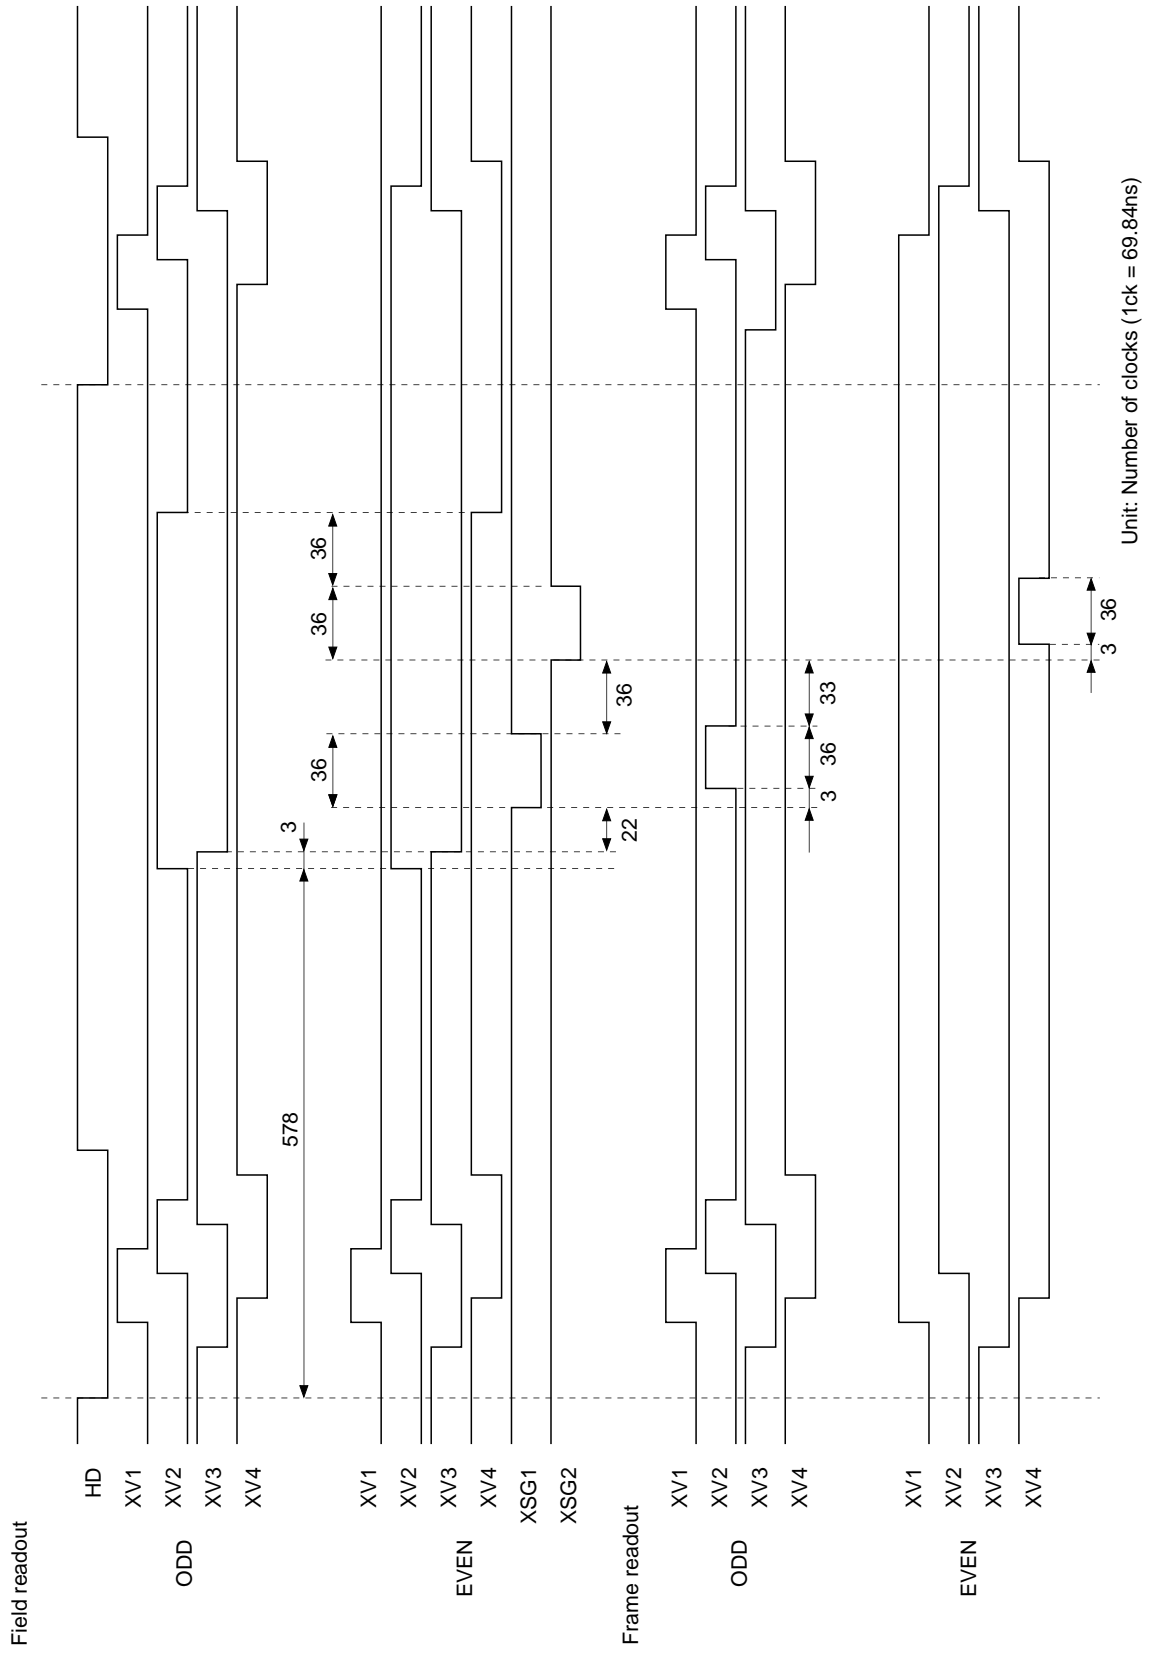 Field readout
HD
XV1
XV2
ODD
XV3
XV4
578
3
36
36
36
XV1
XV2
XV3
EVEN
XV4
XSG1
XSG2
22
36
Frame readout
XV1
XV2
ODD
XV3
XV4
3
36
33
XV1
XV2
EVEN
XV3
XV4
3
36
Unit: Number of clocks (1ck = 69.84ns)